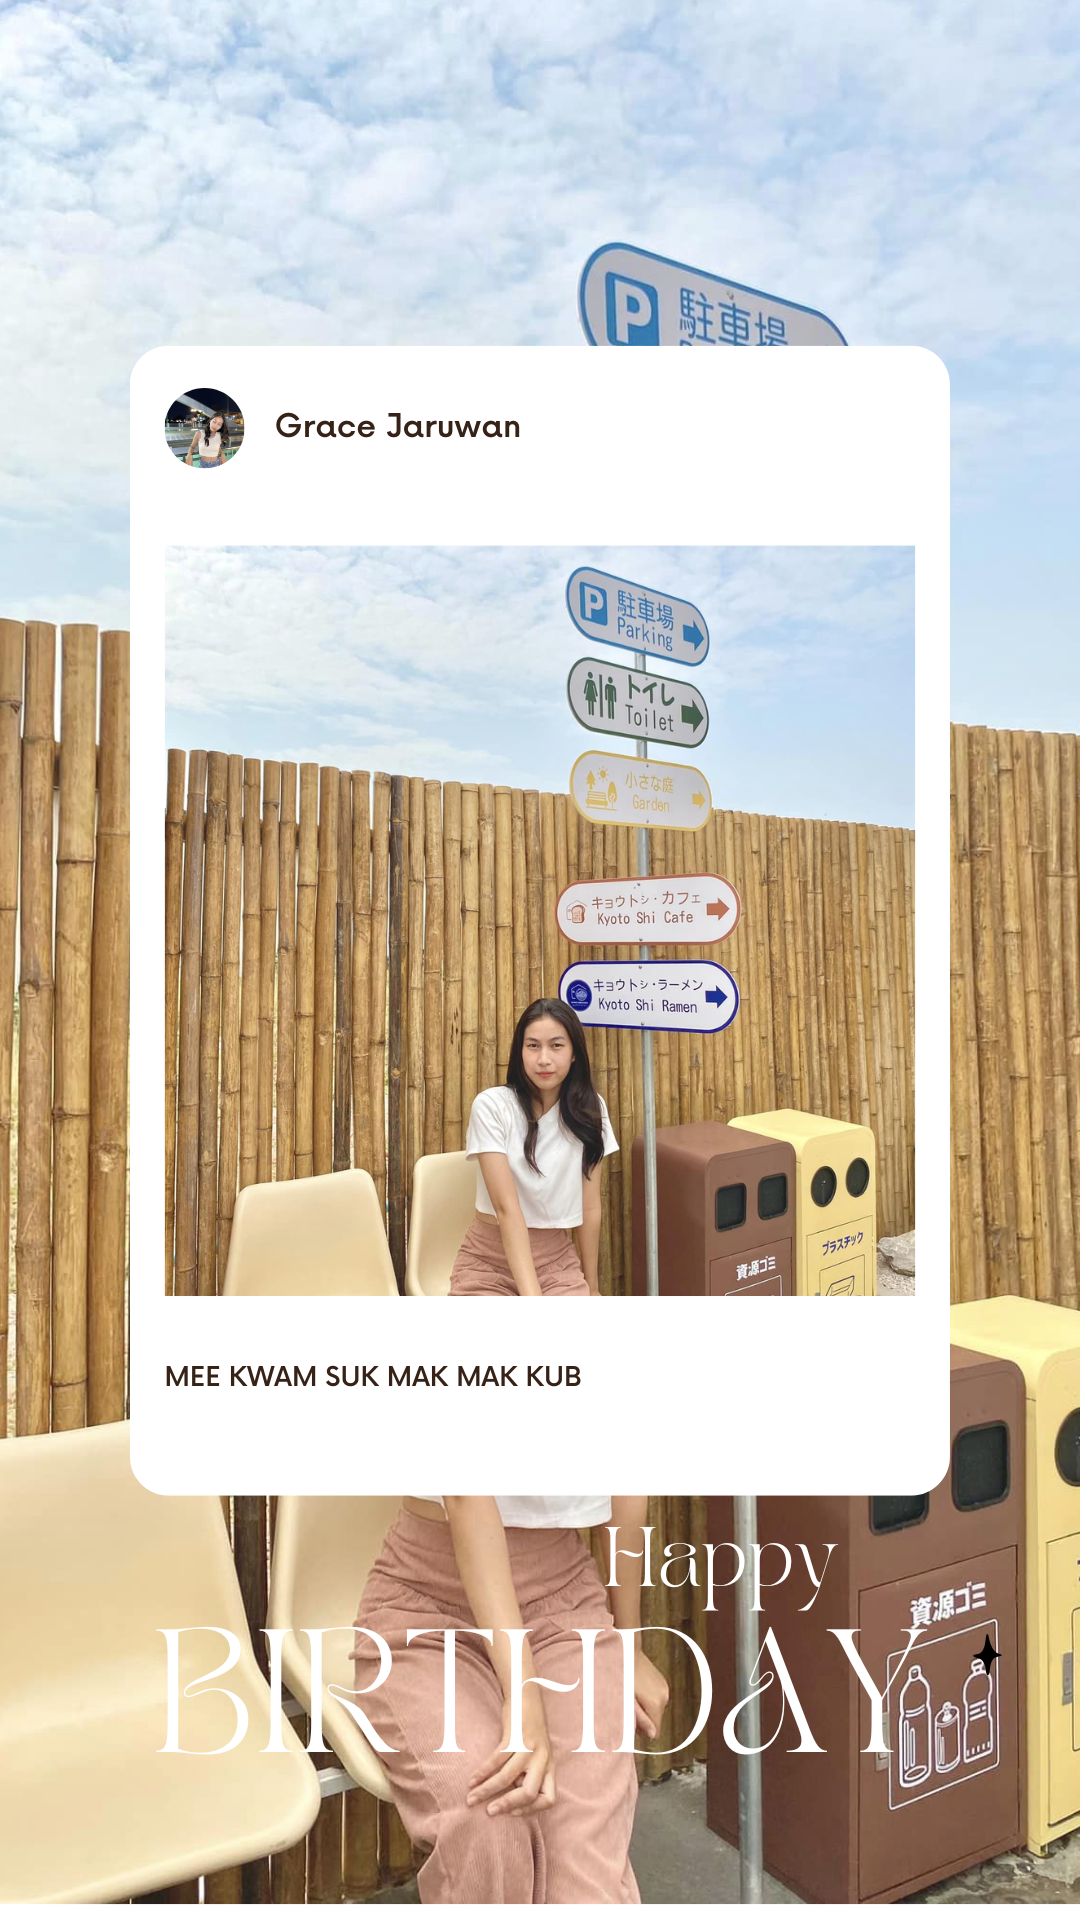 P 駐車場
Grace Jaruwan
P 駐車場
Parking
トイレ
Toilet
小さな庭
Garden
キョウトシ・カフェ
Kyoto Shi Cafe
キョウトシ・ラーメン
Kyoto Shi Ramen
プラスチック
資源ゴミ
MEE KWAM SUK MAK MAK KUB
Happy
資源ゴミ
BIRTHDAY